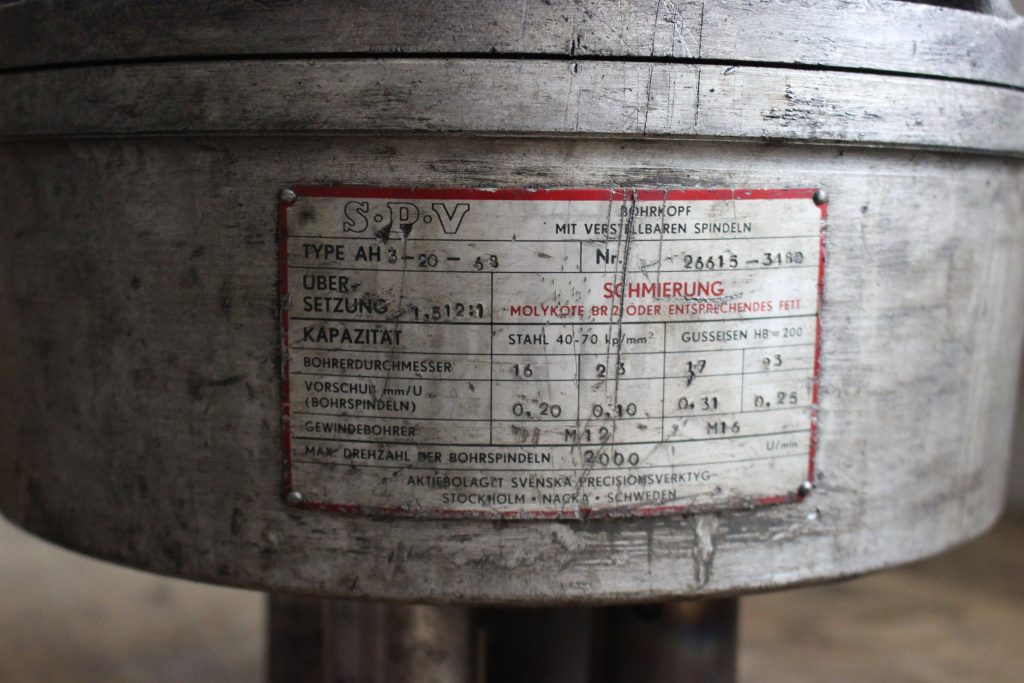 S·P·V
BOHRKOPF
MIT VERSTELLBAREN SPINDELN
TYPE AH 3-20-63 Nr. 26615-3480
ÜBER-
SETZUNG 1.512:1
SCHMIERUNG
MOLYKOTE BR 2 ODER ENTSPRECHENDES FETT
KAPAZITÄT STAHL 40-70 kp/mm² GUSSEISEN HB=200
BOHRERDURCHMESSER 16 23 17 23
VORSCHUB mm/U
(BOHRSPINDELN) 0.20 0.10 0.31 0.25
GEWINDEBOHRER M12 M16
MAX. DREHZAHL DER BOHRSPINDELN 2000 U/min
AKTIEBOLAGET SVENSKA PRECISIONSVERKTYG
STOCKHOLM · NACKA · SCHWEDEN